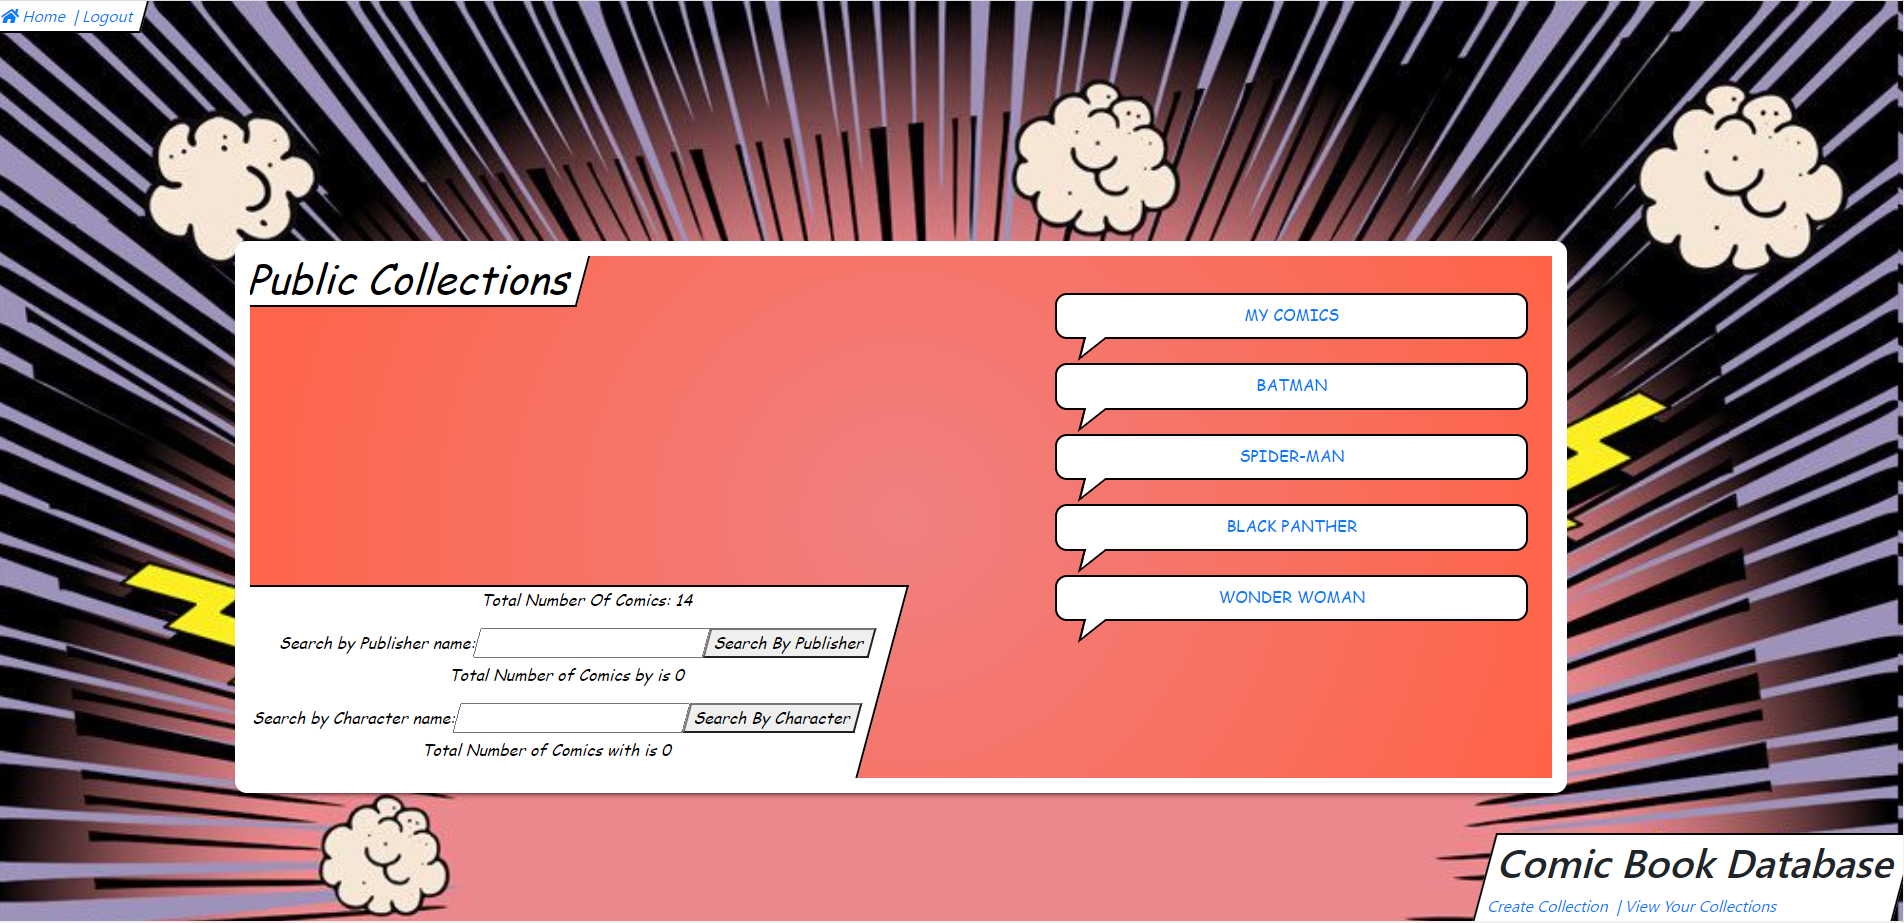 Home | Logout
Public Collections
MY COMICS
BATMAN
SPIDER-MAN
BLACK PANTHER
WONDER WOMAN
Total Number Of Comics: 14
Search by Publisher name: Search By Publisher
Total Number of Comics by is 0
Search by Character name: Search By Character
Total Number of Comics with is 0
Comic Book Database
Create Collection | View Your Collections